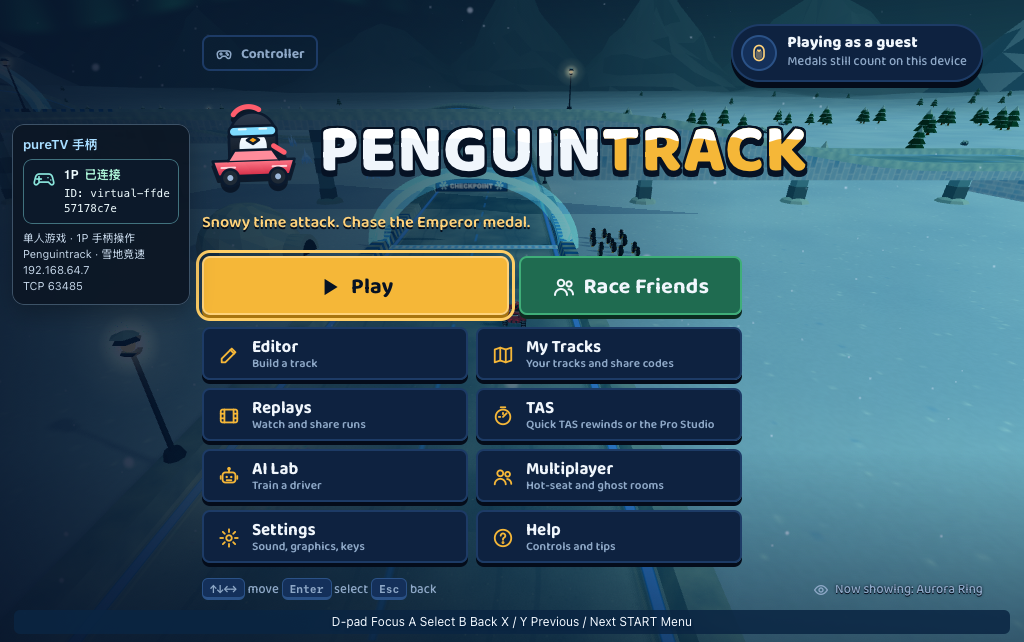 Controller
Playing as a guest
Medals still count on this device
pureTV 手柄
1P 已连接
ID: virtual-ffde
57178c7e
单人游戏 · 1P 手柄操作
Penguintrack · 雪地竞速
192.168.64.7
TCP 63485
PENGUINTRACK
CHECKPOINT
Snowy time attack. Chase the Emperor medal.
Play
Race Friends
Editor
Build a track
My Tracks
Your tracks and share codes
Replays
Watch and share runs
TAS
Quick TAS rewinds or the Pro Studio
AI Lab
Train a driver
Multiplayer
Hot-seat and ghost rooms
Settings
Sound, graphics, keys
Help
Controls and tips
↑↓←→ move Enter select Esc back
Now showing: Aurora Ring
D-pad Focus A Select B Back X / Y Previous / Next START Menu